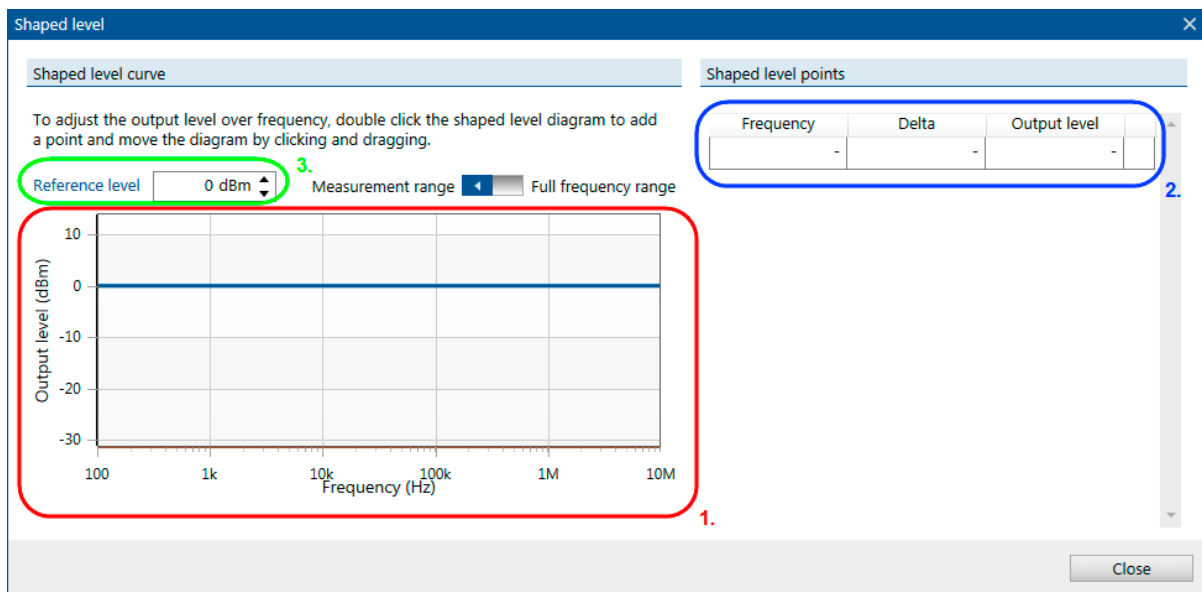 Shaped level
Shaped level curve
To adjust the output level over frequency, double click the shaped level diagram to add
a point and move the diagram by clicking and dragging.
3.
Reference level 0 dBm Measurement range Full frequency range
10
0
-10
-20
-30
Output level (dBm)
100 1k 10k 100k 1M 10M
Frequency (Hz)
1.
Shaped level points
Frequency Delta Output level
- - -
2.
Close